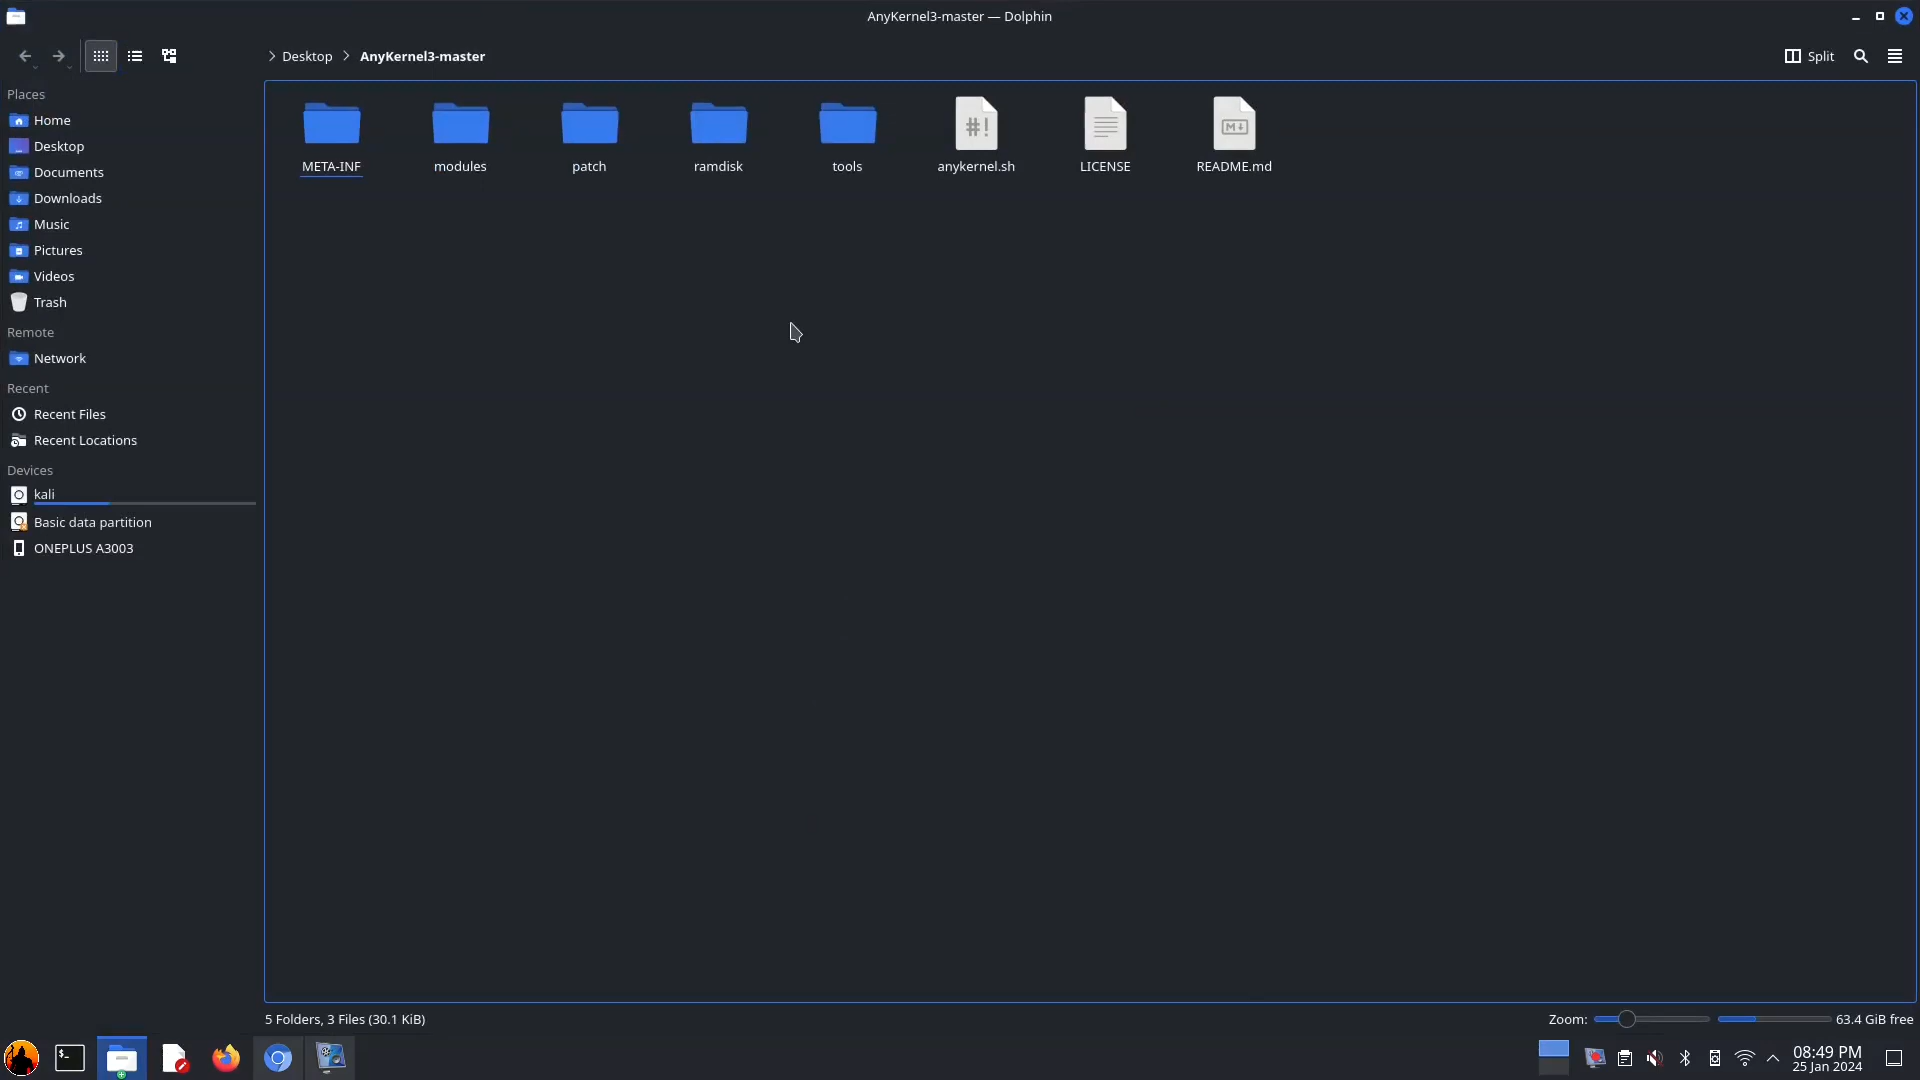 AnyKernel3-master — Dolphin
Desktop
AnyKernel3-master
Split
Places
Home
Desktop
Documents
Downloads
Music
Pictures
Videos
Trash
Remote
Network
Recent
Recent Files
Recent Locations
Devices
kali
Basic data partition
ONEPLUS A3003
META-INF
modules
patch
ramdisk
tools
#!
anykernel.sh
LICENSE
M
README.md
5 Folders, 3 Files (30.1 KiB)
Zoom:
63.4 GiB free
$_
08:49 PM
25 Jan 2024